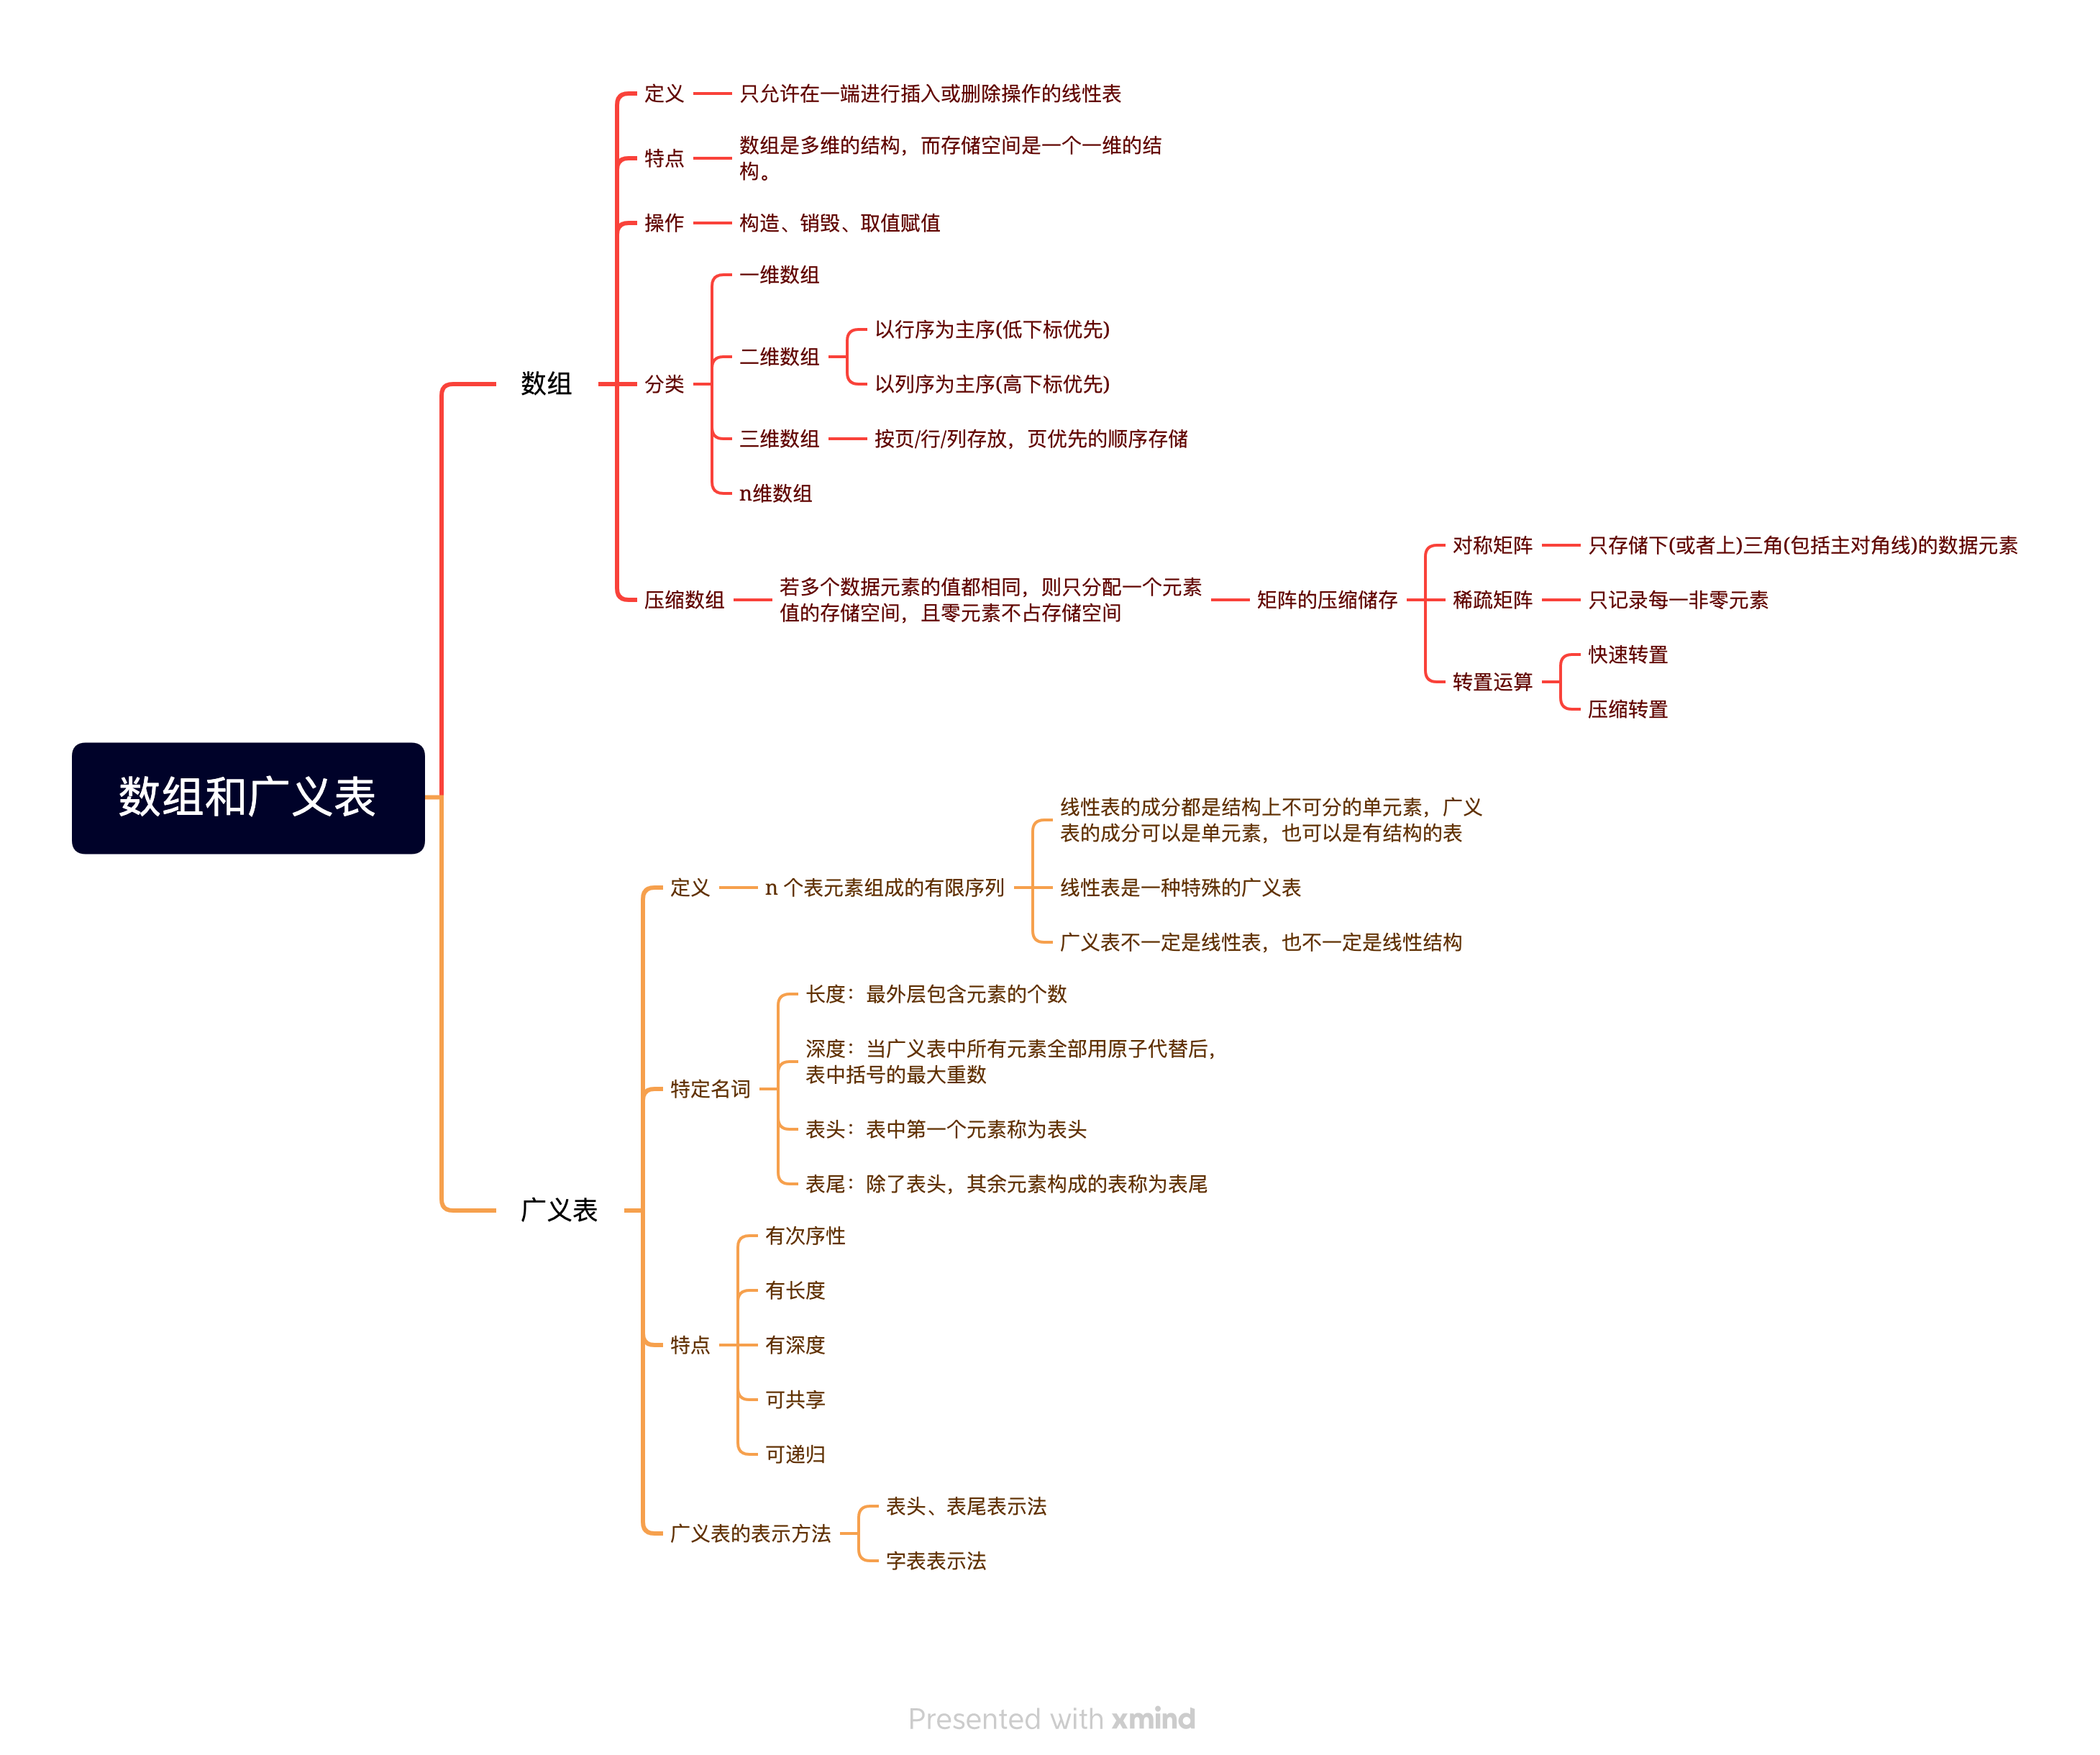 数组和广义表
数组
定义
只允许在一端进行插入或删除操作的线性表
特点
数组是多维的结构，而存储空间是一个一维的结
构。
操作
构造、销毁、取值赋值
分类
一维数组
二维数组
以行序为主序(低下标优先)
以列序为主序(高下标优先)
三维数组
按页/行/列存放，页优先的顺序存储
n维数组
压缩数组
若多个数据元素的值都相同，则只分配一个元素
值的存储空间，且零元素不占存储空间
矩阵的压缩储存
对称矩阵
只存储下(或者上)三角(包括主对角线)的数据元素
稀疏矩阵
只记录每一非零元素
转置运算
快速转置
压缩转置
广义表
定义
n 个表元素组成的有限序列
线性表的成分都是结构上不可分的单元素，广义
表的成分可以是单元素，也可以是有结构的表
线性表是一种特殊的广义表
广义表不一定是线性表，也不一定是线性结构
特定名词
长度：最外层包含元素的个数
深度：当广义表中所有元素全部用原子代替后，
表中括号的最大重数
表头：表中第一个元素称为表头
表尾：除了表头，其余元素构成的表称为表尾
特点
有次序性
有长度
有深度
可共享
可递归
广义表的表示方法
表头、表尾表示法
字表表示法
Presented with xmind